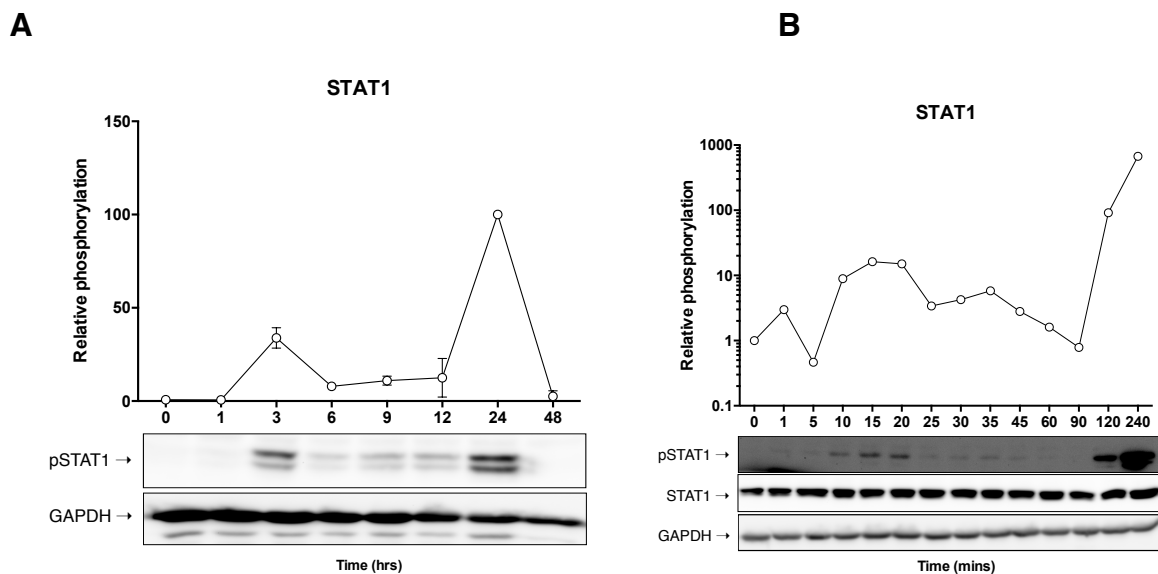 A
STAT1
150
100
50
0
Relative phosphorylation
0 1 3 6 9 12 24 48
pSTAT1 →
GAPDH →
Time (hrs)
B
STAT1
1000
100
10
1
0.1
Relative phosphorylation
0 1 5 10 15 20 25 30 35 45 60 90 120 240
pSTAT1 →
STAT1 →
GAPDH →
Time (mins)